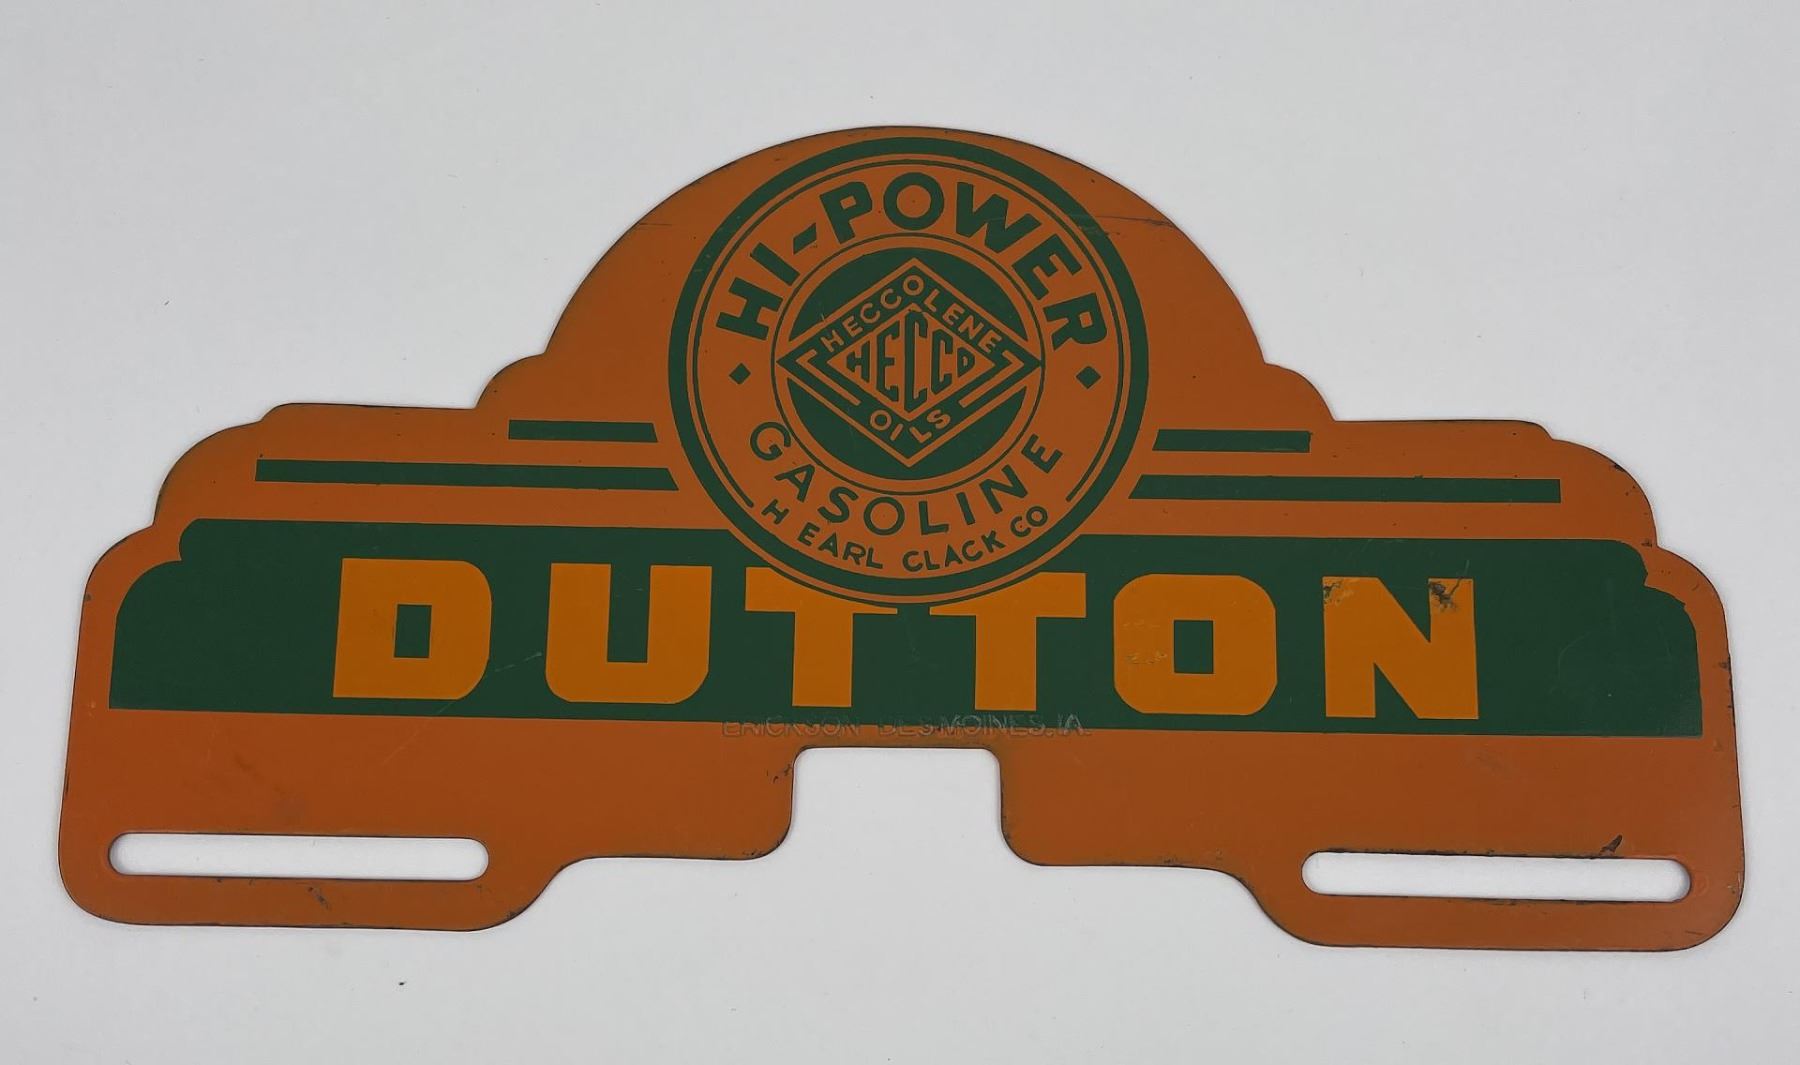 HI-POWER
HECCOLENE
HECCO
OILS
GASOLINE
H EARL CLACK CO
DUTTON
ERICKSON DES MOINES, IA.